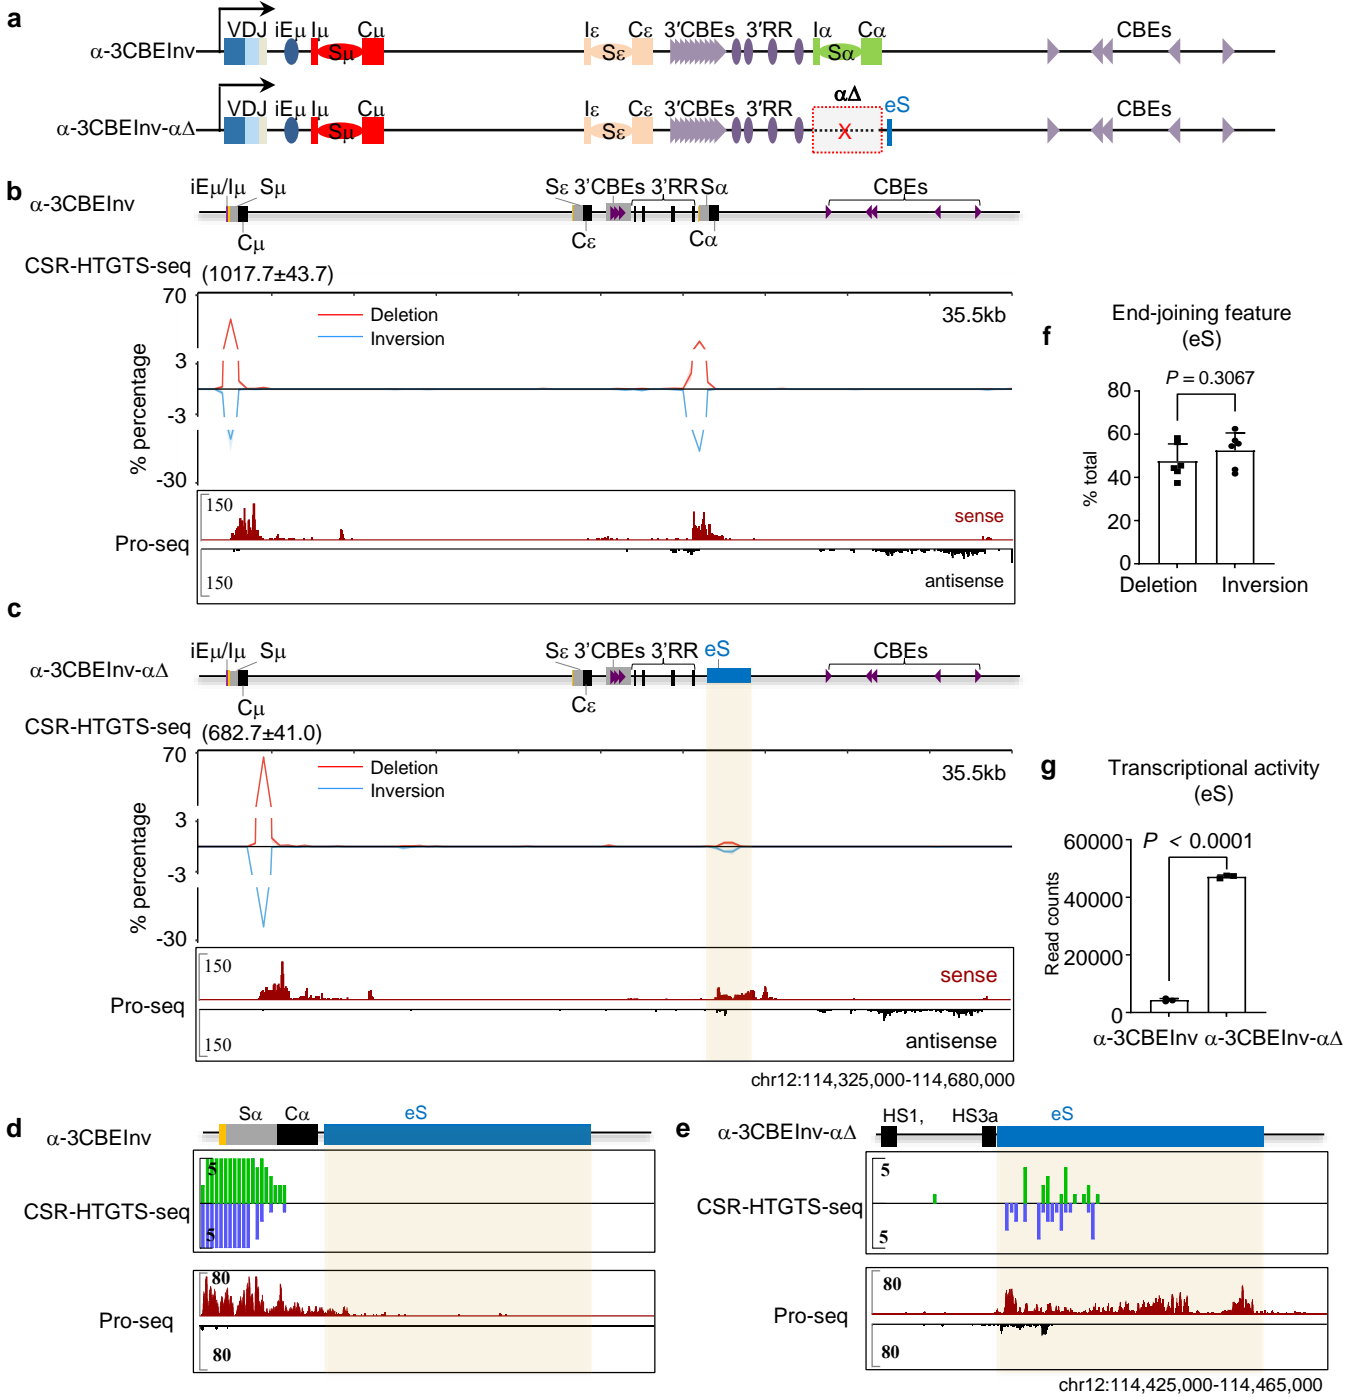 a
VDJ iEμ Iμ Cμ Iε Cε 3′CBEs 3′RR Iα Cα CBEs
α-3CBEInv Sμ Sε Sα
αΔ
VDJ iEμ Iμ Cμ Iε Cε 3′CBEs 3′RR eS CBEs
α-3CBEInv-αΔ Sμ Sε X
b
iEμ/Iμ Sμ Sε 3’CBEs 3’RR Sα CBEs
α-3CBEInv
Cμ Cε Cα
CSR-HTGTS-seq (1017.7±43.7)
70
Deletion 35.5kb
Inversion
3
% percentage
-3
-30
150
sense
Pro-seq
antisense
150
c
iEμ/Iμ Sμ Sε 3’CBEs 3’RR eS CBEs
α-3CBEInv-αΔ
Cμ Cε
CSR-HTGTS-seq (682.7±41.0)
70
Deletion 35.5kb
Inversion
3
% percentage
-3
-30
150
sense
Pro-seq
antisense
150
chr12:114,325,000-114,680,000
d
Sα Cα eS
α-3CBEInv
5
CSR-HTGTS-seq
5
80
Pro-seq
80
e
HS1, HS3a eS
α-3CBEInv-αΔ
5
CSR-HTGTS-seq
5
80
Pro-seq
80
chr12:114,425,000-114,465,000
f
End-joining feature
(eS)
P = 0.3067
80
60
40
20
0
% total
Deletion Inversion
g
Transcriptional activity
(eS)
P < 0.0001
60000
40000
20000
0
Read counts
α-3CBEInv α-3CBEInv-αΔ